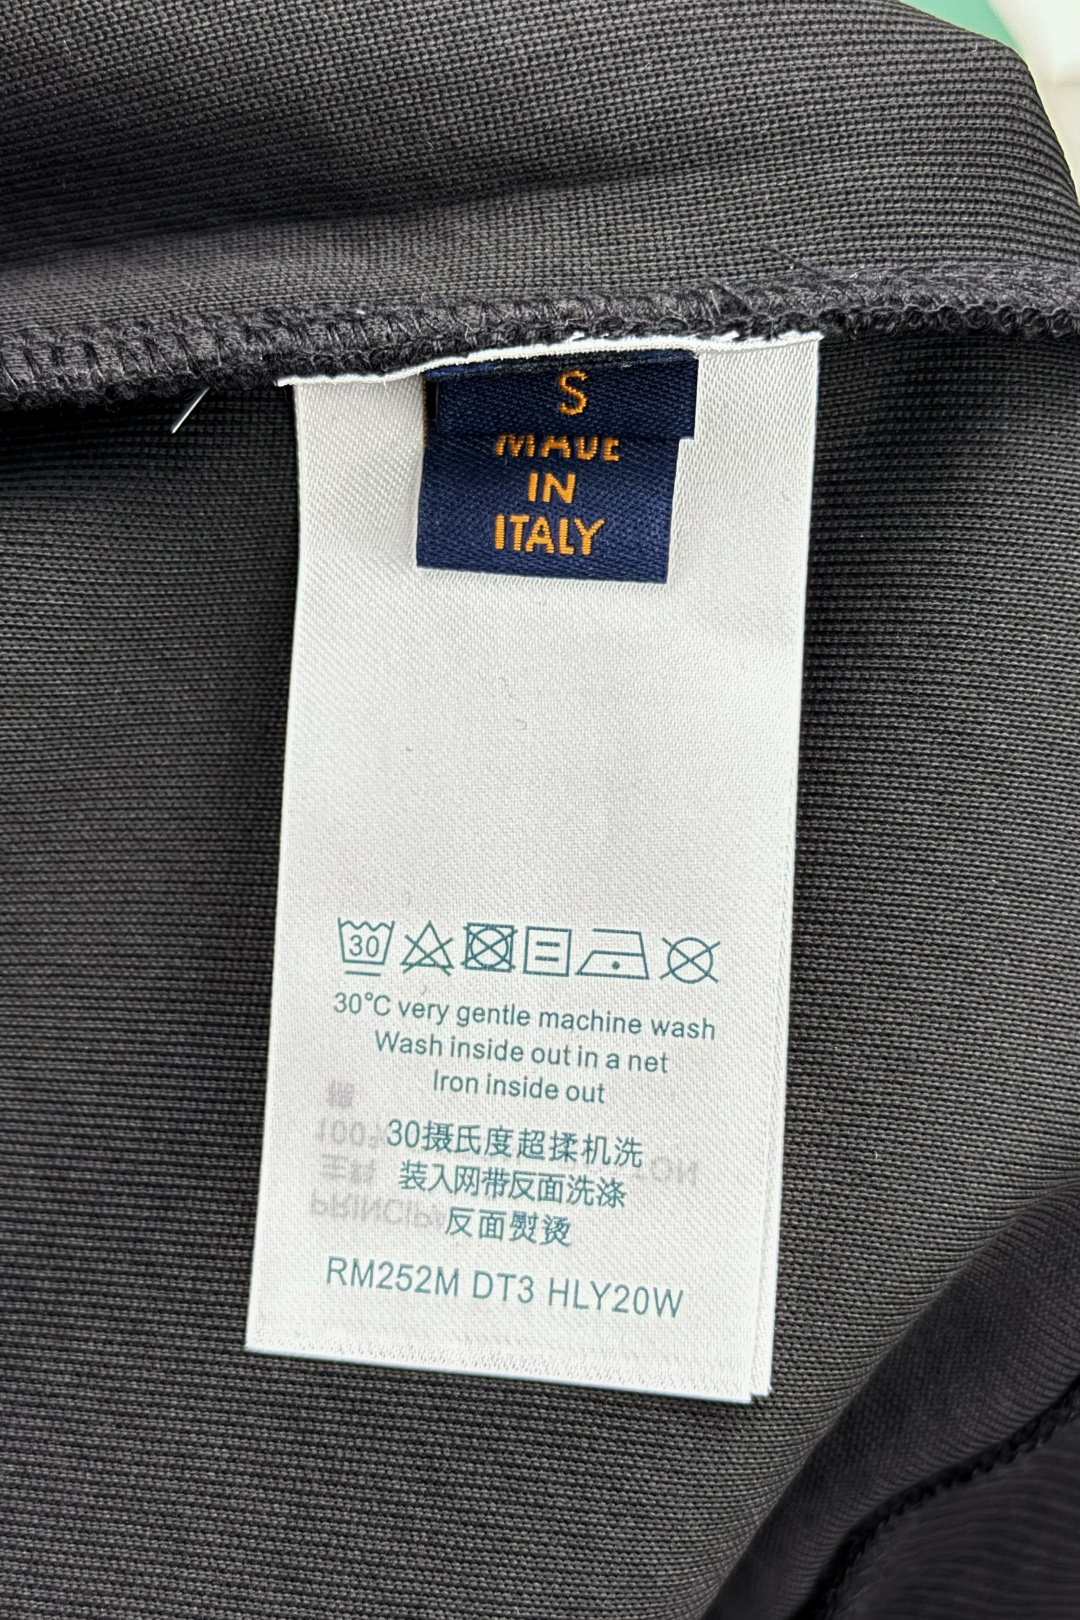 S
MADE
IN
ITALY
30
30°C very gentle machine wash
Wash inside out in a net
Iron inside out
30摄氏度超揉机洗
装入网带反面洗涤
反面熨烫
RM252M DT3 HLY20W